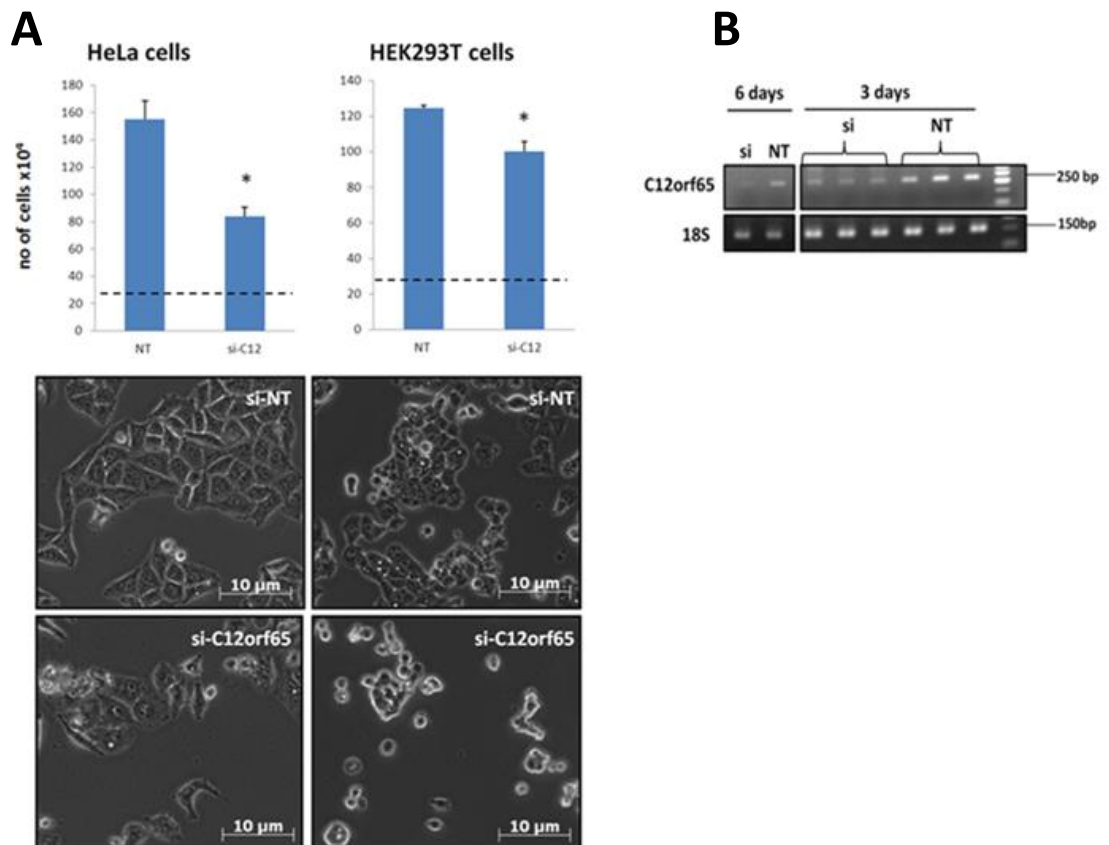 A
HeLa cells
HEK293T cells
no of cells x10⁴
180
160
140
120
100
80
60
40
20
0
*
NT
si-C12
140
120
100
80
60
40
20
0
*
NT
si-C12
si-NT
10 µm
si-NT
10 µm
si-C12orf65
10 µm
si-C12orf65
10 µm
B
6 days
3 days
si
NT
si NT
C12orf65
250 bp
18S
150bp